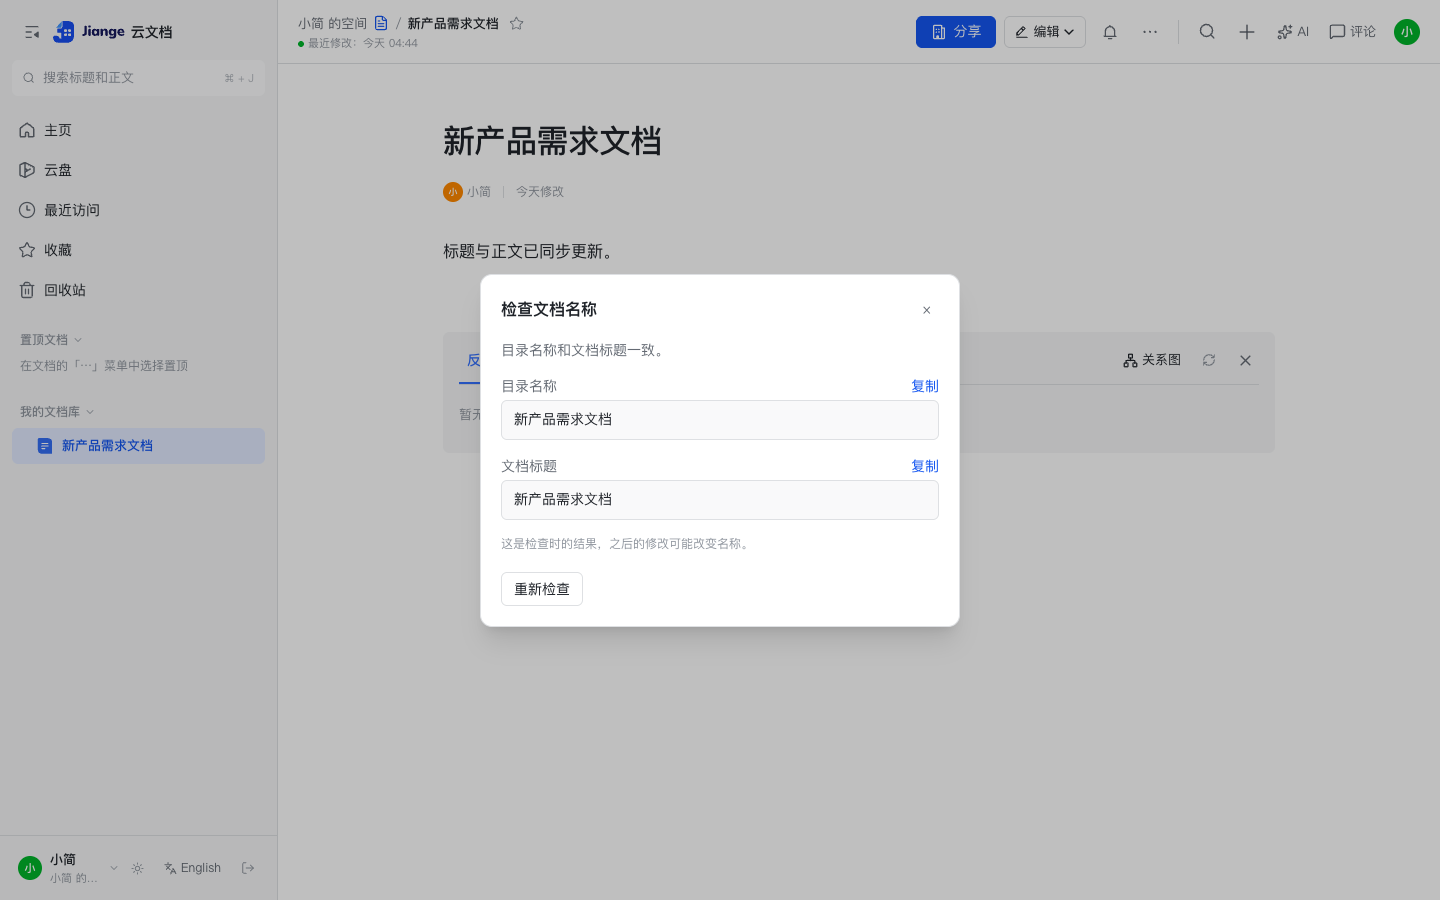 Jiange 云文档
搜索标题和正文
⌘ + J
主页
云盘
最近访问
收藏
回收站
置顶文档
在文档的「…」菜单中选择置顶
我的文档库
新产品需求文档
小
小简
小简 的...
English
小简 的空间 / 新产品需求文档
最近修改：今天 04:44
分享
编辑
AI
评论
小
新产品需求文档
小 小简
今天修改
标题与正文已同步更新。
反
关系图
暂无
检查文档名称
目录名称和文档标题一致。
目录名称
复制
新产品需求文档
文档标题
复制
新产品需求文档
这是检查时的结果，之后的修改可能改变名称。
重新检查